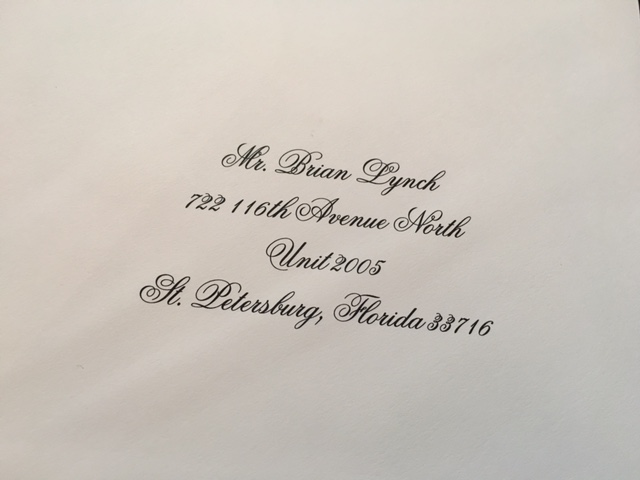 Mr. Brian Lynch
722 116th Avenue North
Unit 2005
St. Petersburg, Florida 33716